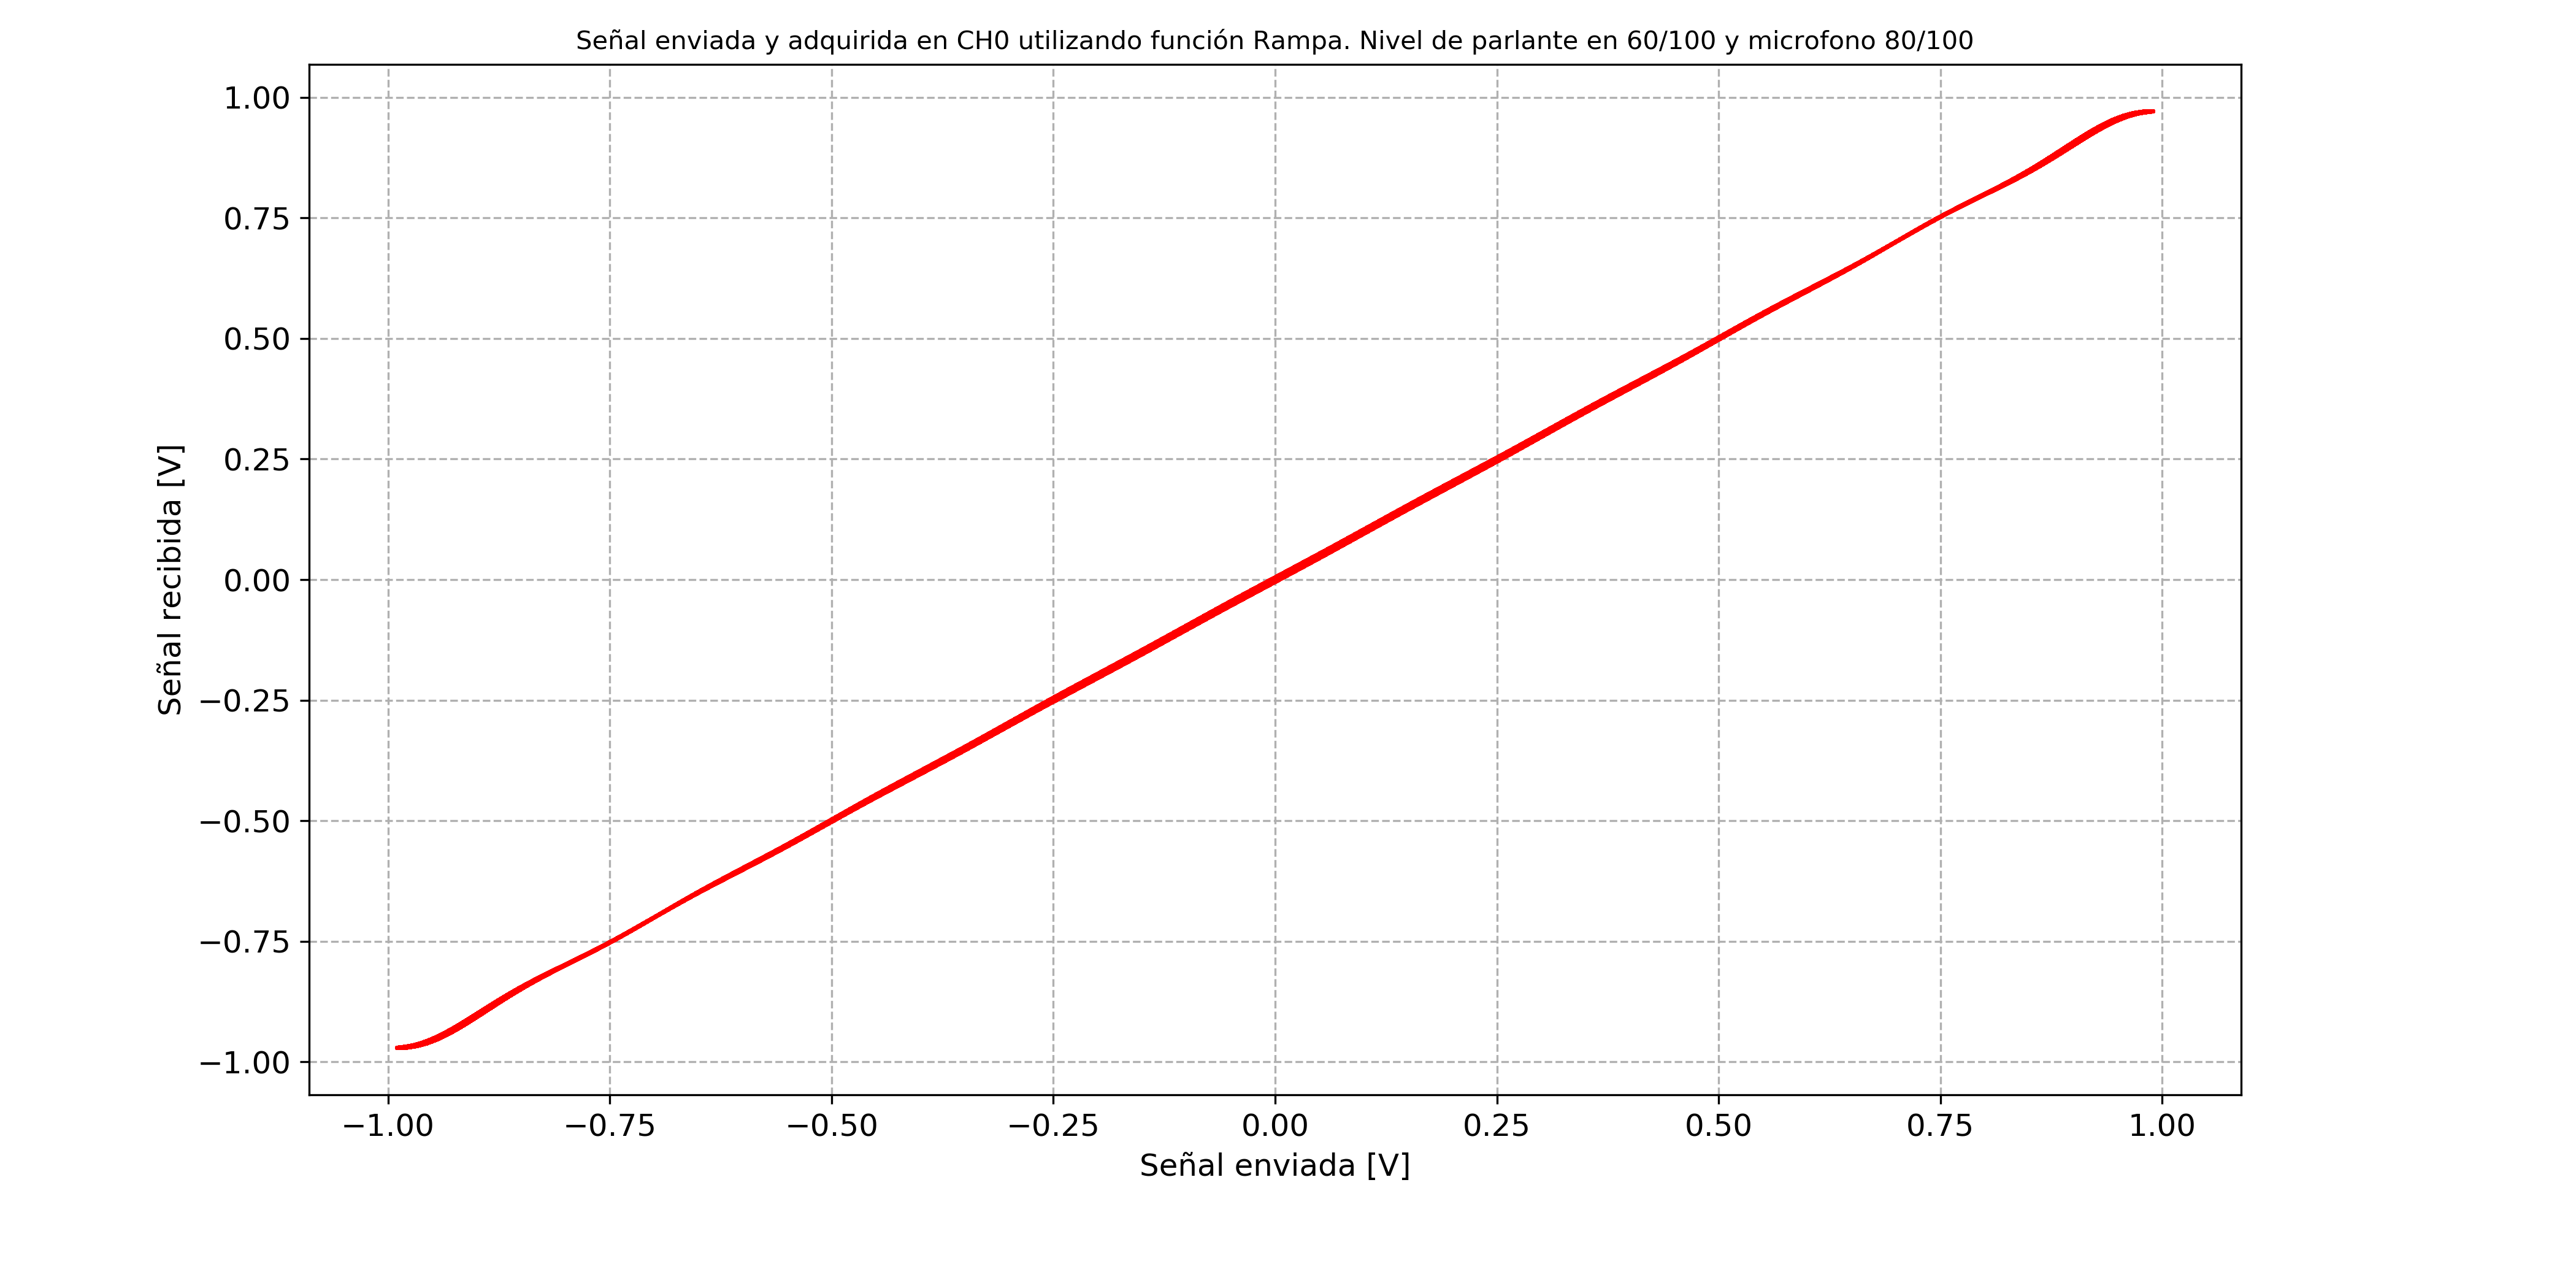 Señal enviada y adquirida en CH0 utilizando función Rampa. Nivel de parlante en 60/100 y microfono 80/100
1.00
0.75
0.50
0.25
0.00
−0.25
−0.50
−0.75
−1.00
Señal recibida [V]
−1.00 −0.75 −0.50 −0.25 0.00 0.25 0.50 0.75 1.00
Señal enviada [V]